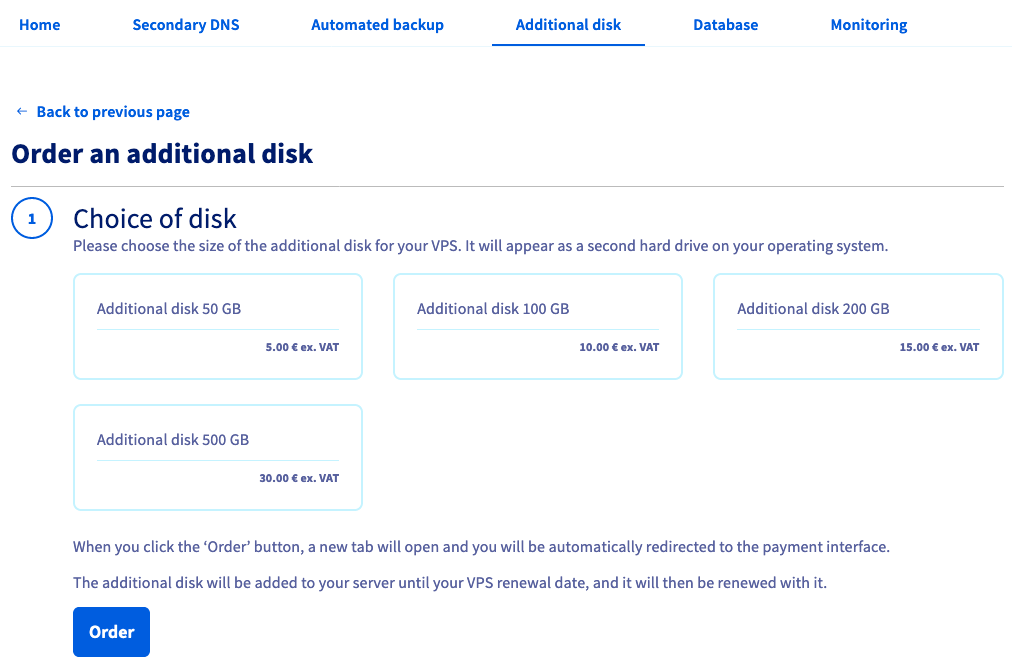 Home Secondary DNS Automated backup Additional disk Database Monitoring
← Back to previous page
Order an additional disk
1 Choice of disk
Please choose the size of the additional disk for your VPS. It will appear as a second hard drive on your operating system.
Additional disk 50 GB
5.00 € ex. VAT
Additional disk 100 GB
10.00 € ex. VAT
Additional disk 200 GB
15.00 € ex. VAT
Additional disk 500 GB
30.00 € ex. VAT
When you click the ‘Order’ button, a new tab will open and you will be automatically redirected to the payment interface.
The additional disk will be added to your server until your VPS renewal date, and it will then be renewed with it.
Order